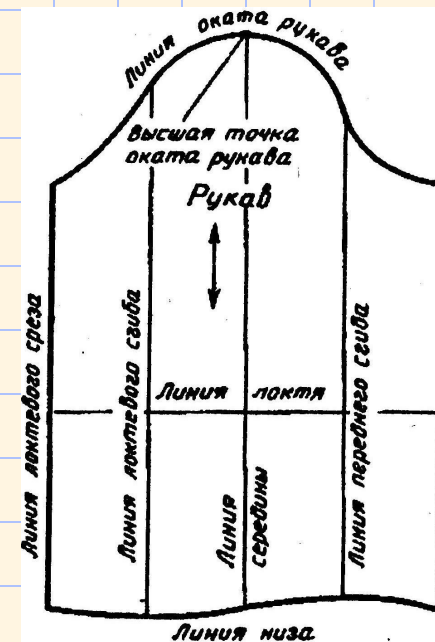 Линия оката рукава
высшая точка
оката рукава
Рукав
Линия локтевого среза
Линия локтевого сгиба
Линия локтя
Линия
середины
Линия переднего сгиба
Линия низа